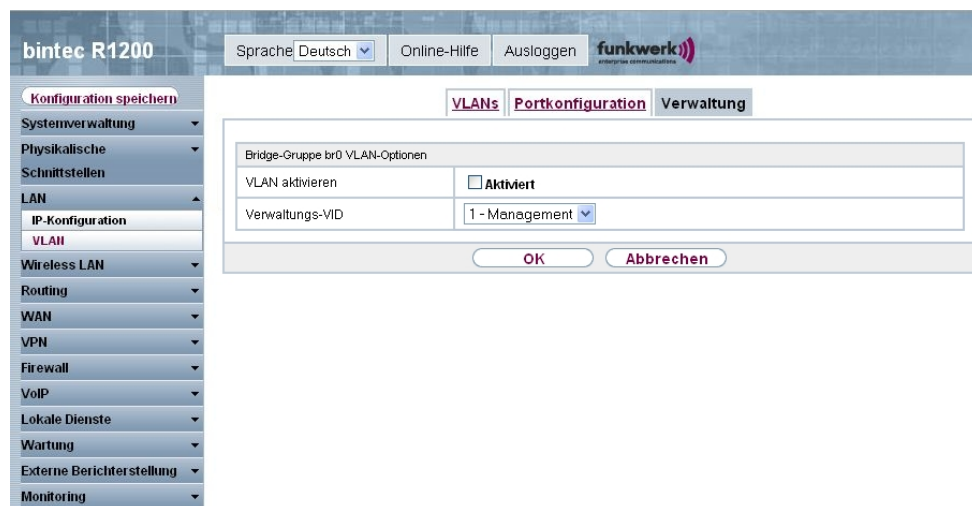 bintec R1200
Sprache Deutsch
Online-Hilfe
Ausloggen
funkwerk
enterprise communications
Konfiguration speichern
Systemverwaltung
Physikalische
Schnittstellen
LAN
IP-Konfiguration
VLAN
Wireless LAN
Routing
WAN
VPN
Firewall
VoIP
Lokale Dienste
Wartung
Externe Berichterstellung
Monitoring
VLANs
Portkonfiguration
Verwaltung
Bridge-Gruppe br0 VLAN-Optionen
VLAN aktivieren
Aktiviert
Verwaltungs-VID
1 - Management
OK
Abbrechen